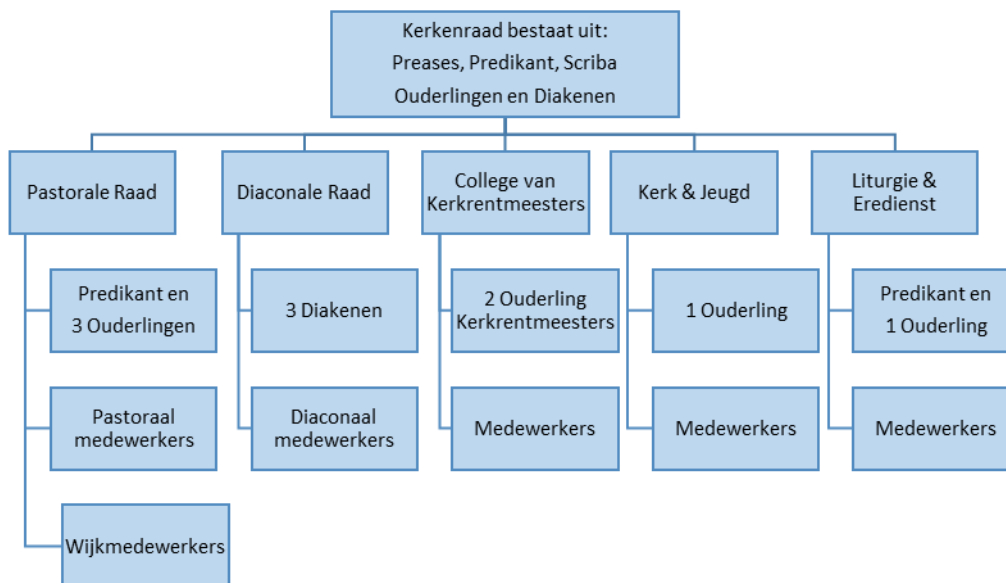 Kerkenraad bestaat uit:
Preases, Predikant, Scriba
Ouderlingen en Diakenen
Pastorale Raad
Diaconale Raad
College van
Kerkrentmeesters
Kerk & Jeugd
Liturgie &
Eredienst
Predikant en
3 Ouderlingen
3 Diakenen
2 Ouderling
Kerkrentmeesters
1 Ouderling
Predikant en
1 Ouderling
Pastoraal
medewerkers
Diaconaal
medewerkers
Medewerkers
Medewerkers
Medewerkers
Wijkmedewerkers